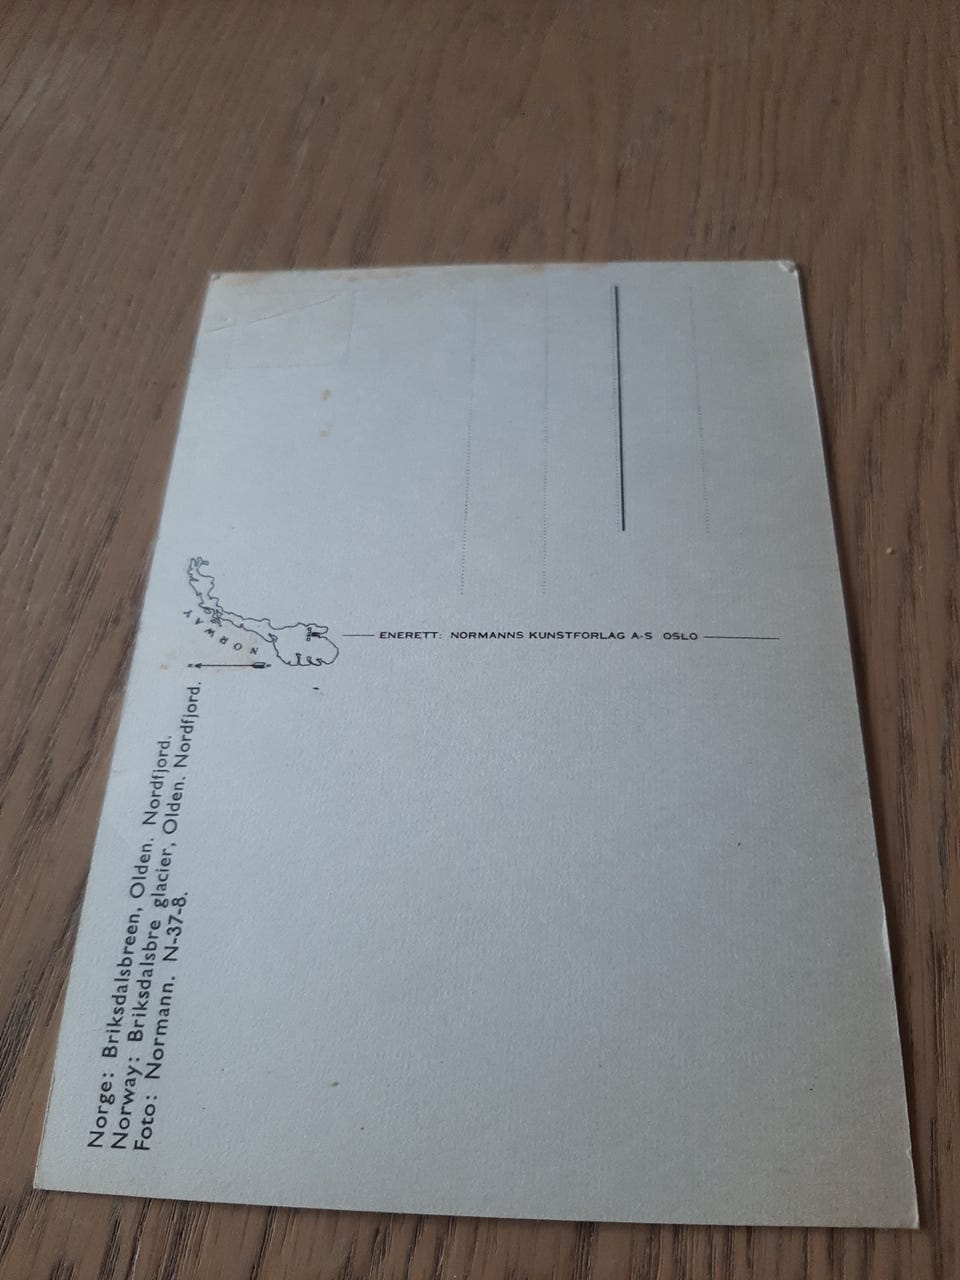 Norge: Briksdalsbreen, Olden. Nordfjord.
Norway: Briksdalsbre glacier, Olden. Nordfjord.
Foto: Normann. N-37-8.
NORWAY
ENERETT: NORMANNS KUNSTFORLAG A-S OSLO